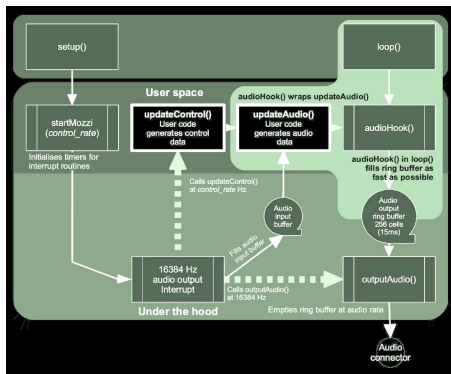 setup()
loop()
User space
audioHook() wraps updateAudio()
startMozzi
(control_rate)
updateControl()
User code
generates control
data
updateAudio()
User code
generates audio
data
audioHook()
Initialises timers for
interrupt routines
audioHook() in loop()
fills ring buffer as
fast as possible
Calls updateControl()
at control_rate Hz
Audio
input
buffer
Audio
output
ring buffer
256 cells
(15ms)
Fills audio
input buffer
16384 Hz
audio output
Interrupt
Calls outputAudio()
at 16384 Hz
outputAudio()
Under the hood
Empties ring buffer at audio rate
Audio
connector